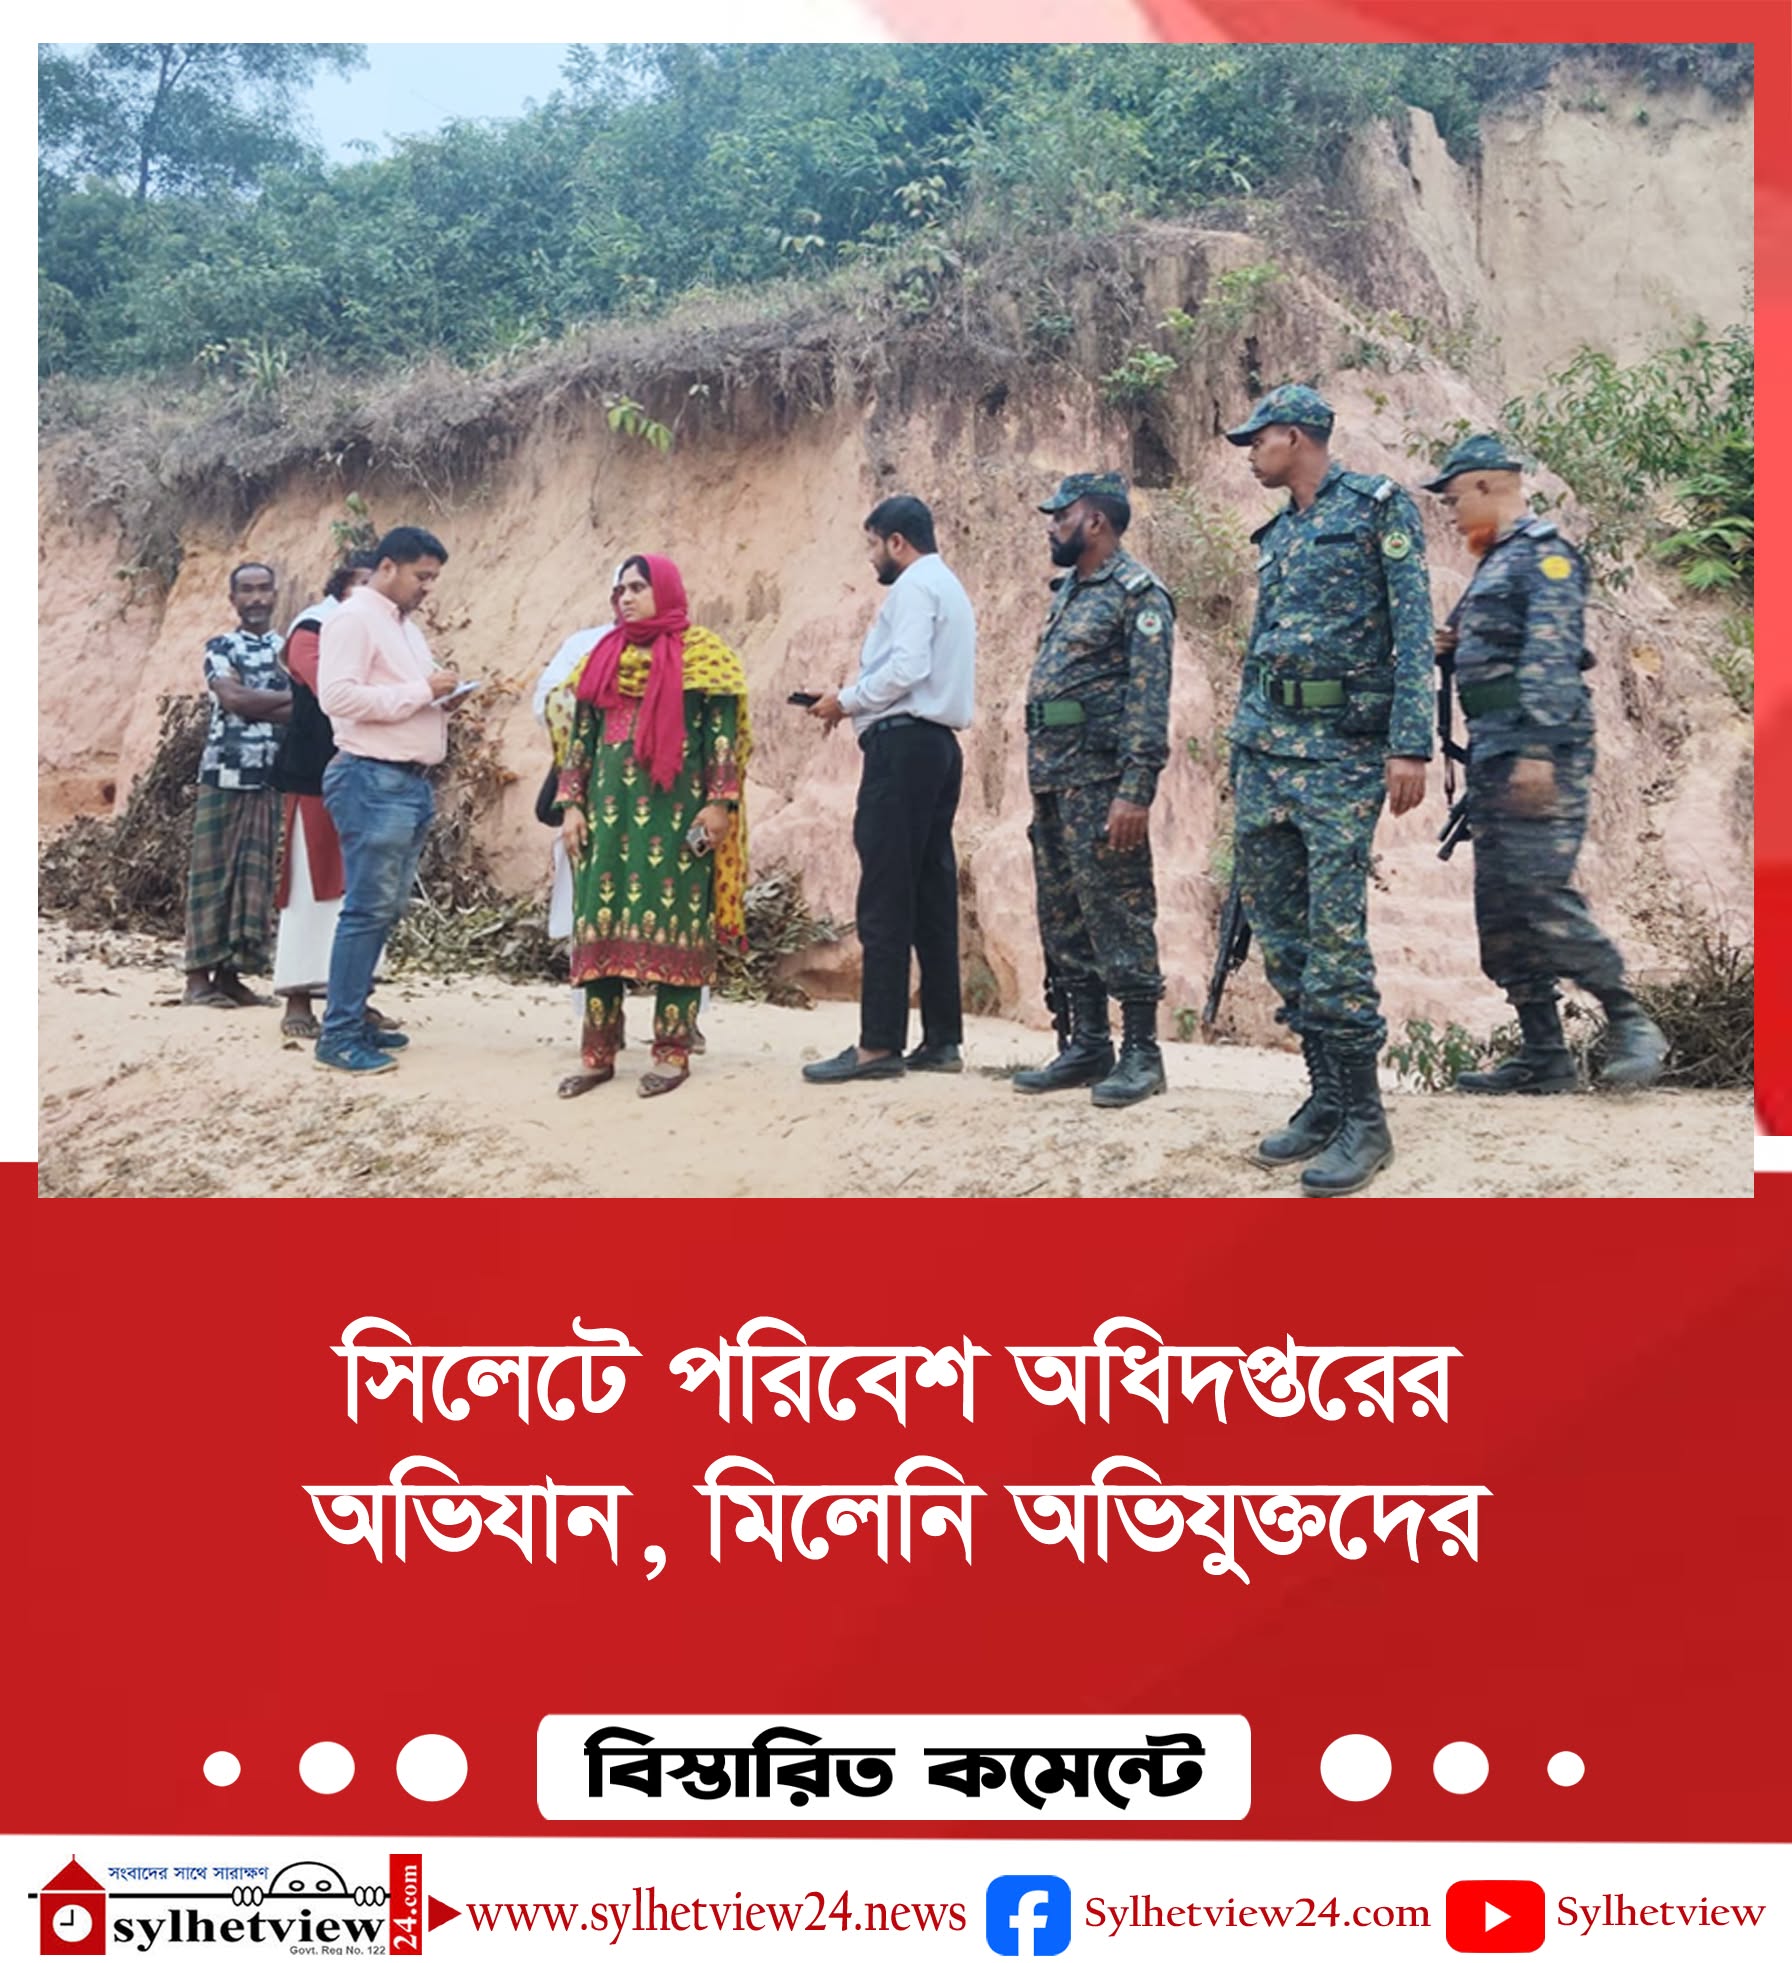 সিলেটে পরিবেশ অধিদপ্তরের
অভিযান, মিলেনি অভিযুক্তদের
বিস্তারিত কমেন্টে
সংবাদের সাথে সারাক্ষণ
sylhetview
24.com
Govt. Reg No. 122
www.sylhetview24.news
Sylhetview24.com
Sylhetview